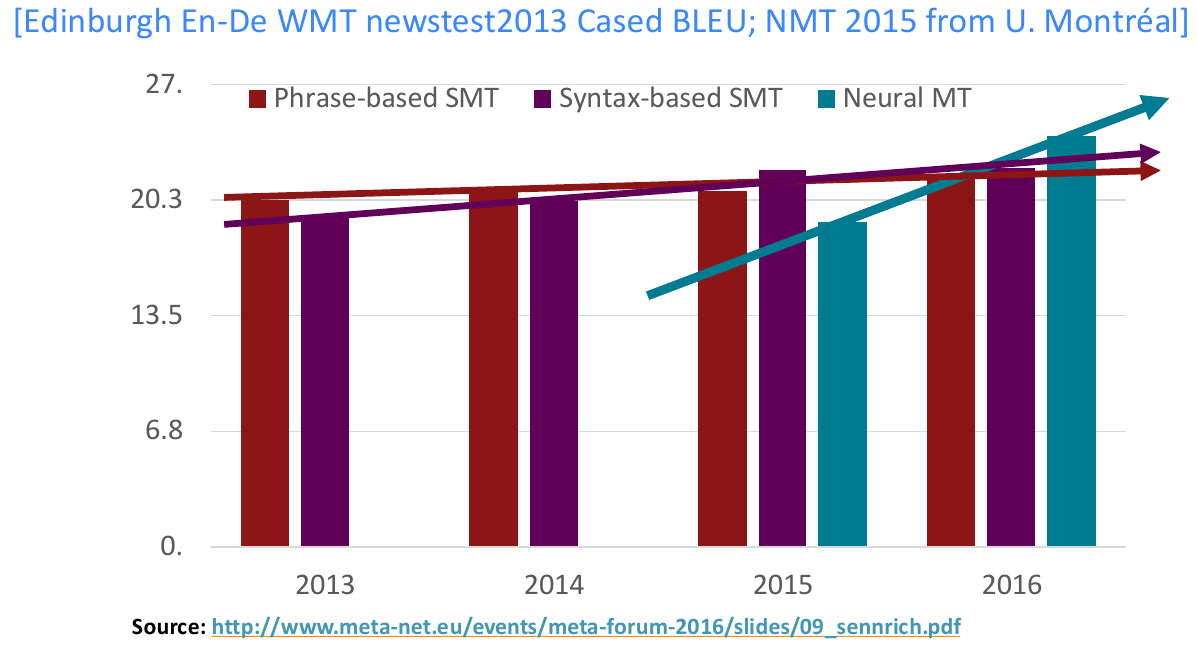 [Edinburgh En-De WMT newstest2013 Cased BLEU; NMT 2015 from U. Montréal]
27.
Phrase-based SMT Syntax-based SMT Neural MT
20.3
13.5
6.8
0.
2013 2014 2015 2016
Source: http://www.meta-net.eu/events/meta-forum-2016/slides/09_sennrich.pdf